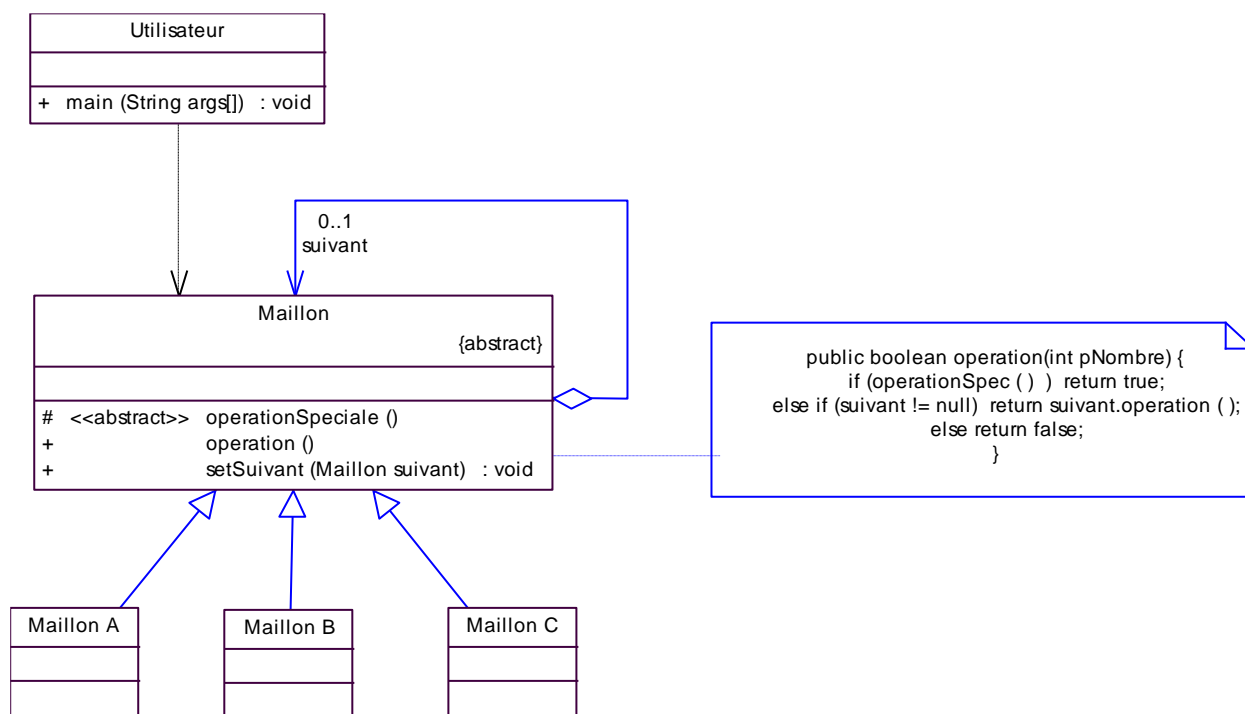 Utilisateur
+ main (String args[]) : void
0..1
suivant
Maillon
{abstract}
# <<abstract>> operationSpeciale ()
+ operation ()
+ setSuivant (Maillon suivant) : void
public boolean operation(int pNombre) {
if (operationSpec ( ) ) return true;
else if (suivant != null) return suivant.operation ( );
else return false;
}
Maillon A
Maillon B
Maillon C